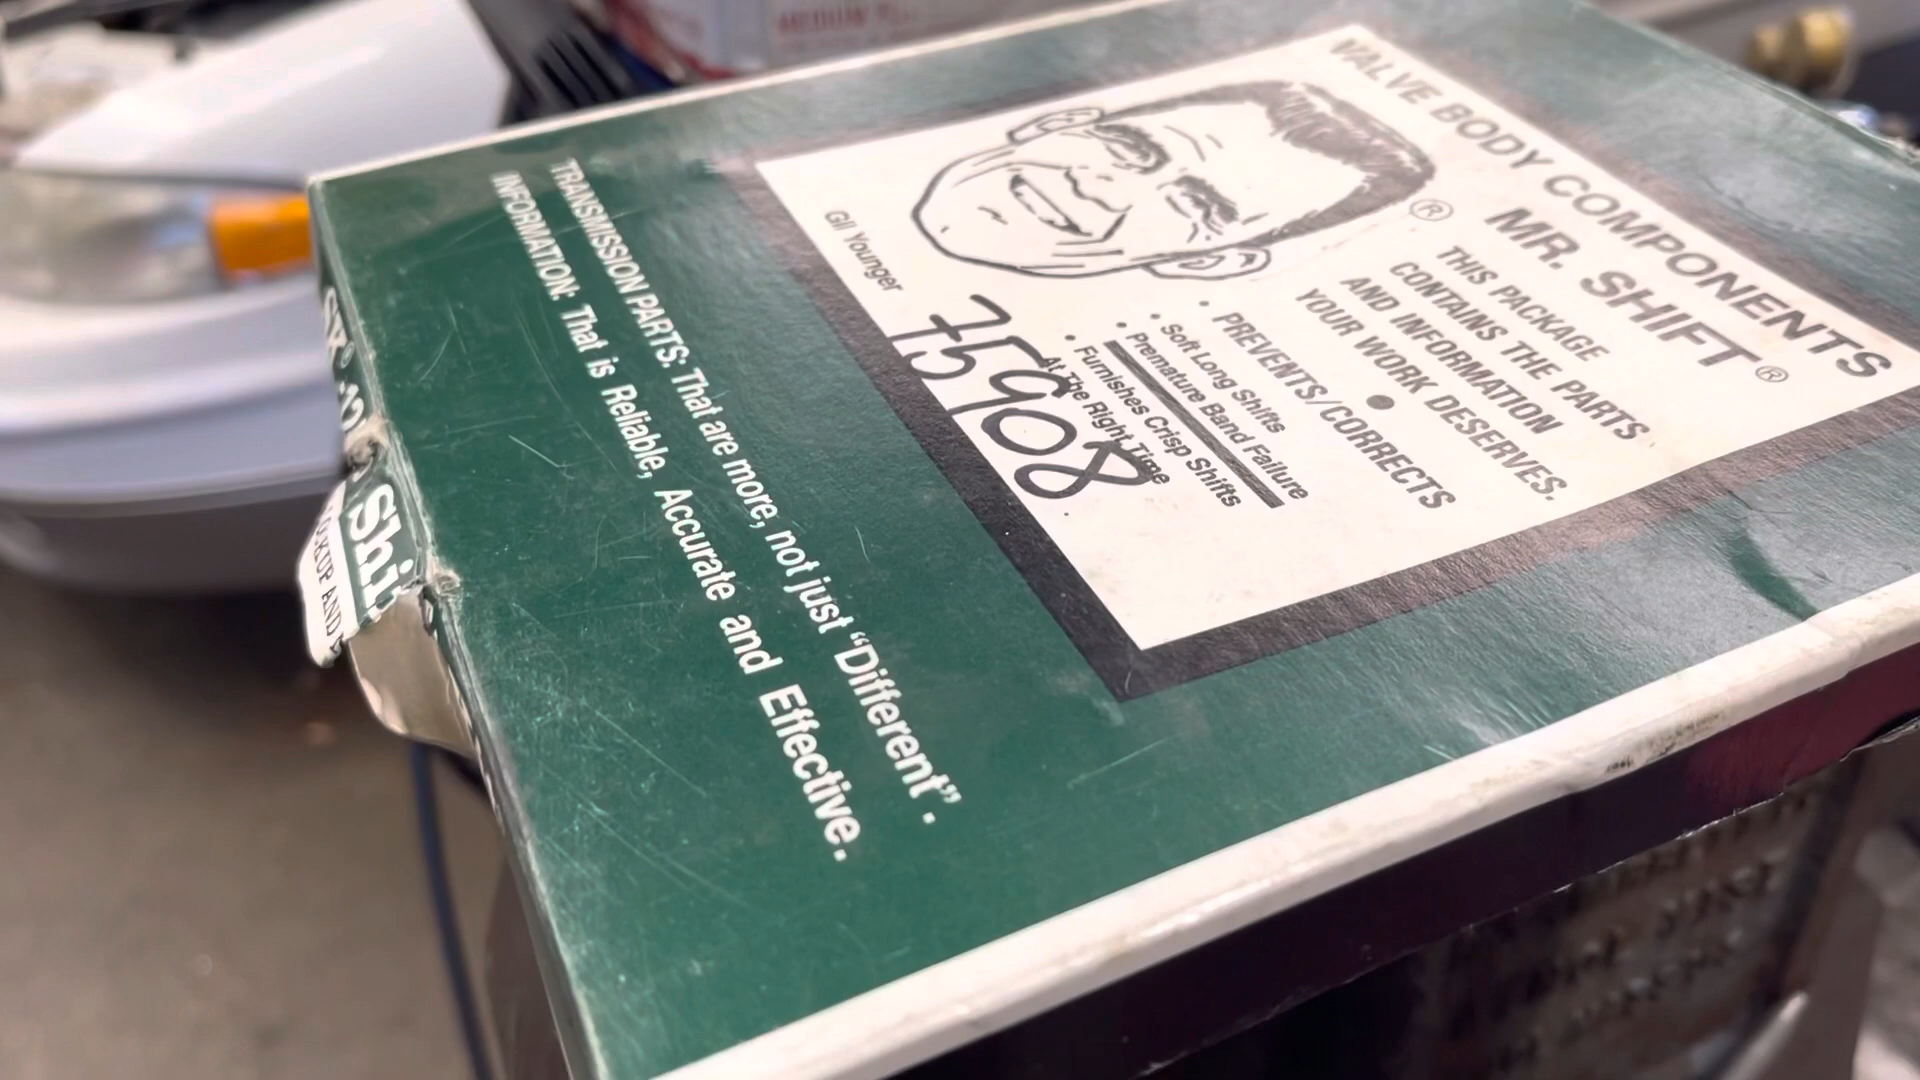 VALVE BODY COMPONENTS
MR. SHIFT ®
THIS PACKAGE
CONTAINS THE PARTS
AND INFORMATION
YOUR WORK DESERVES.
•
• PREVENTS/CORRECTS
• Soft Long Shifts
• Premature Band Failure
• Furnishes Crisp Shifts
At The Right Time
®
Gil Younger
75908
TRANSMISSION PARTS: That are more, not just “Different”.
INFORMATION: That is Reliable, Accurate and Effective.
AND
MEDIUM